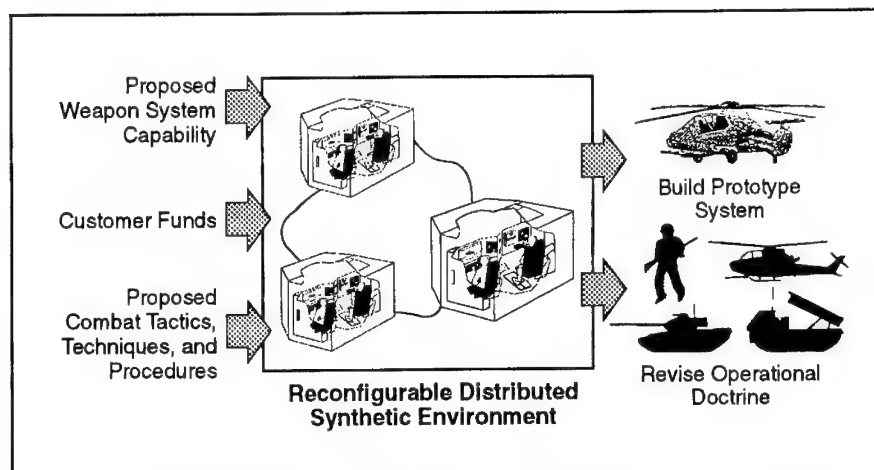 Proposed
Weapon System
Capability
Customer Funds
Proposed
Combat Tactics,
Techniques, and
Procedures
Reconfigurable Distributed
Synthetic Environment
Build Prototype
System
Revise Operational
Doctrine